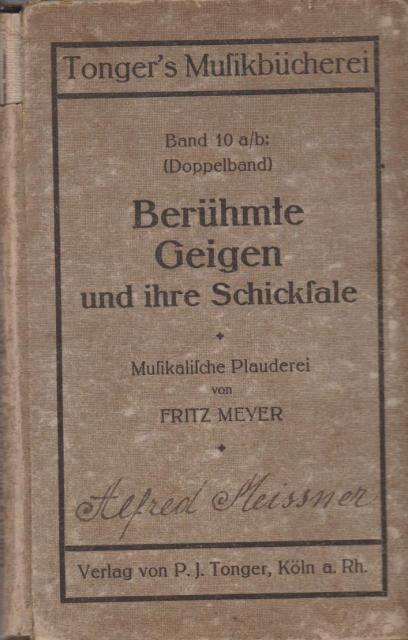 Tonger's Muſikbücherei
Band 10 a/b:
(Doppelband)
Berühmte
Geigen
und ihre Schickſale
Muſikaliſche Plauderei
von
FRITZ MEYER
Alfred Meissner
Verlag von P. J. Tonger, Köln a. Rh.